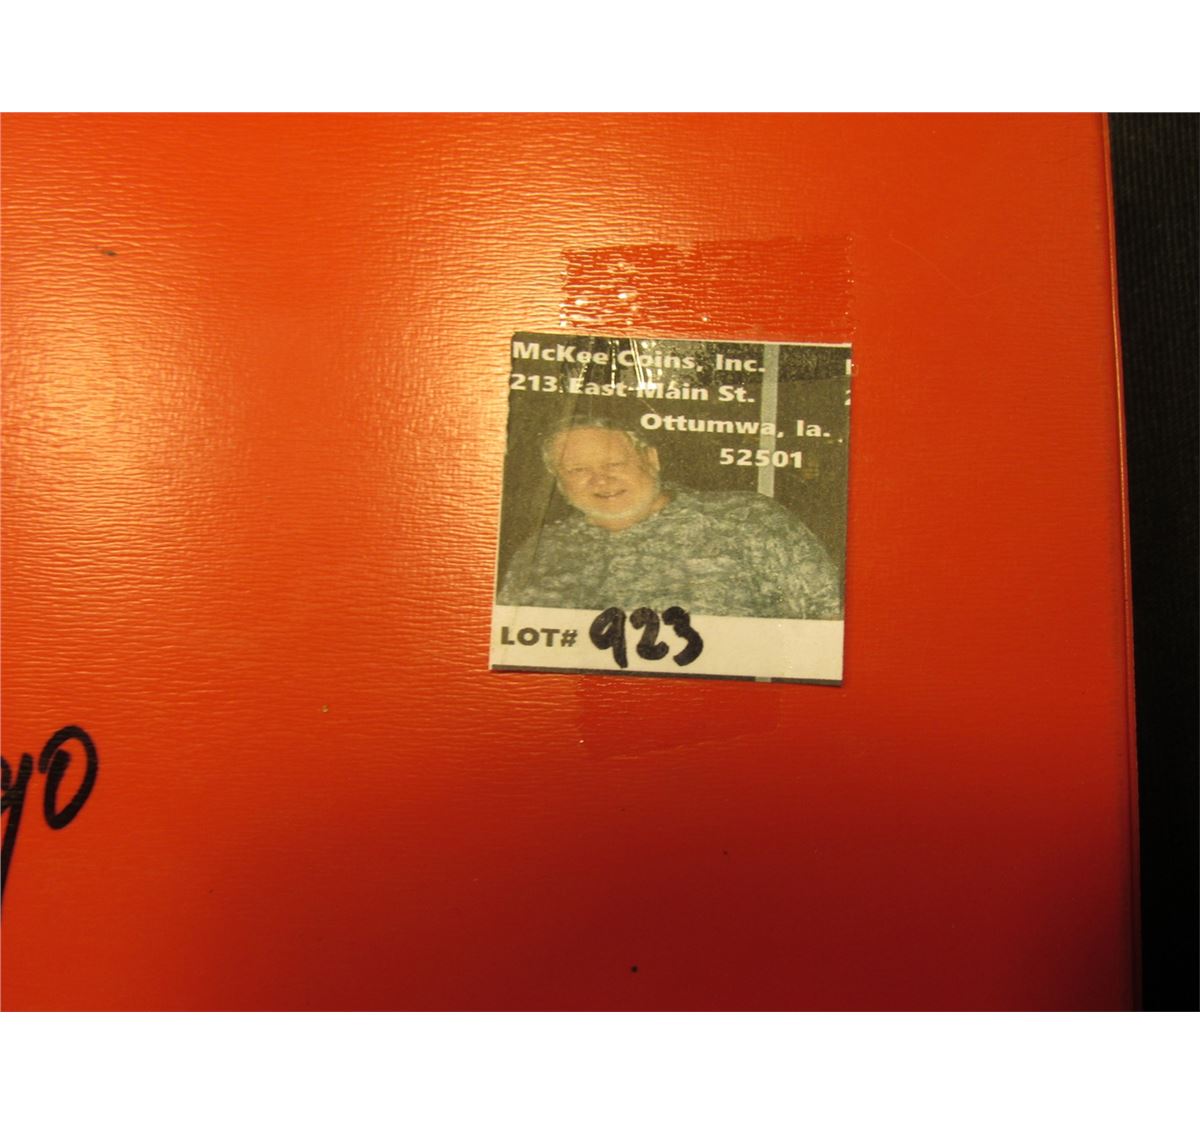 McKee Coins, Inc.
213 East Main St.
Ottumwa, Ia.
52501
LOT# 923